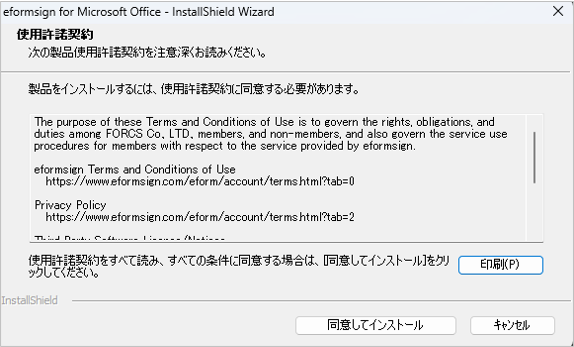 eformsign for Microsoft Office - InstallShield Wizard
使用許諾契約
次の製品使用許諾契約を注意深くお読みください。
製品をインストールするには、使用許諾契約に同意する必要があります。
The purpose of these Terms and Conditions of Use is to govern the rights, obligations, and
duties among FORCS Co., LTD., members, and non-members, and also govern the service use
procedures for members with respect to the service provided by eformsign.
eformsign Terms and Conditions of Use
https://www.eformsign.com/eform/account/terms.html?tab=0
Privacy Policy
https://www.eformsign.com/eform/account/terms.html?tab=2
Third Party Software License/Notices
使用許諾契約をすべて読み、すべての条件に同意する場合は、[同意してインストール]をクリ
ックしてください。
印刷(P)
InstallShield
同意してインストール
キャンセル